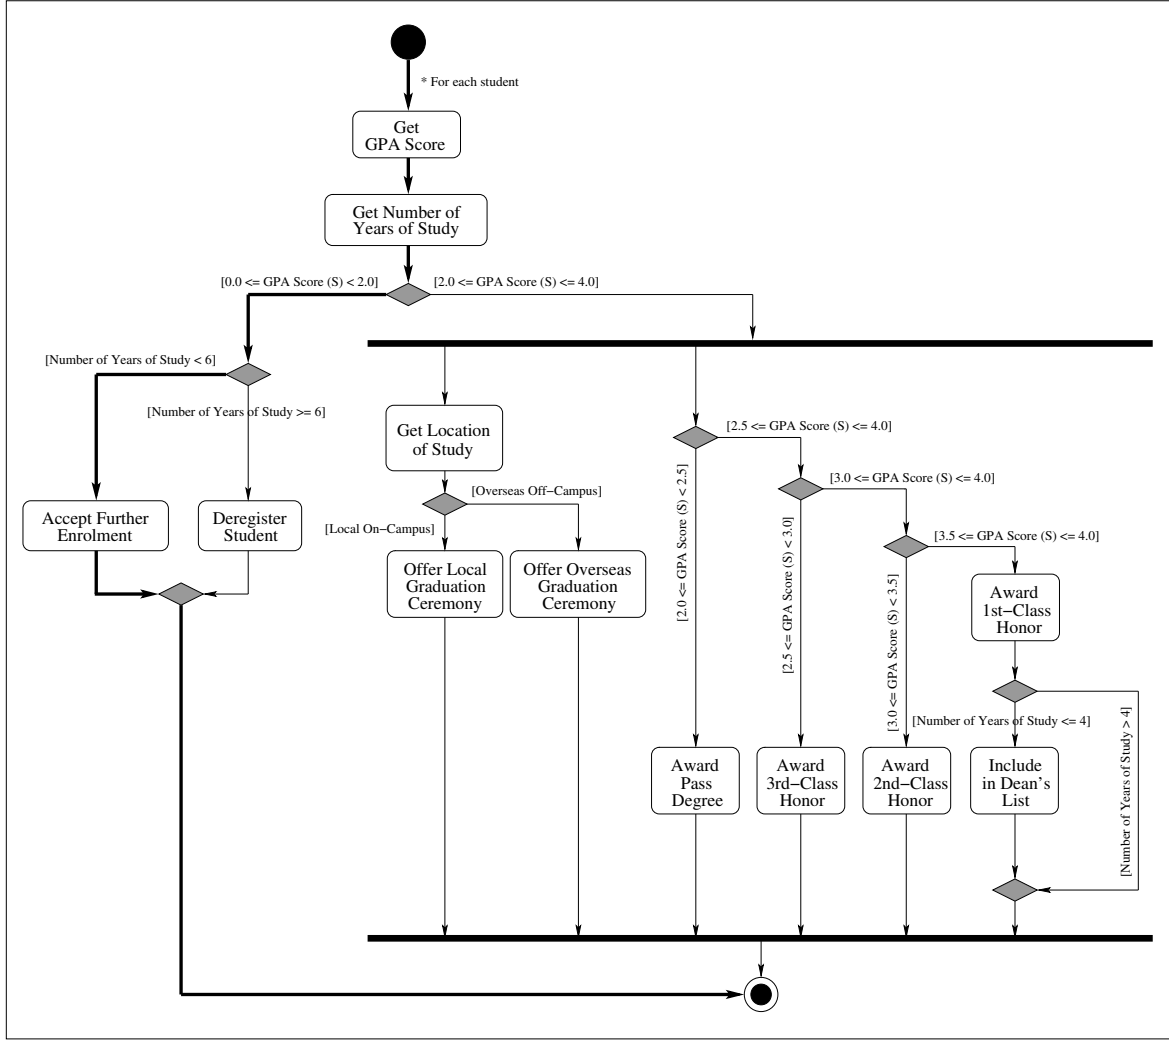 * For each student
Get
GPA Score
Get Number of
Years of Study
[0.0 <= GPA Score (S) < 2.0]
[2.0 <= GPA Score (S) <= 4.0]
[Number of Years of Study < 6]
[Number of Years of Study >= 6]
Accept Further
Enrolment
Deregister
Student
Get Location
of Study
[Overseas Off−Campus]
[Local On−Campus]
Offer Local
Graduation
Ceremony
Offer Overseas
Graduation
Ceremony
[2.5 <= GPA Score (S) <= 4.0]
[2.0 <= GPA Score (S) < 2.5]
[3.0 <= GPA Score (S) <= 4.0]
[2.5 <= GPA Score (S) < 3.0]
[3.5 <= GPA Score (S) <= 4.0]
[3.0 <= GPA Score (S) < 3.5]
Award
1st−Class
Honor
[Number of Years of Study <= 4]
[Number of Years of Study > 4]
Award
Pass
Degree
Award
3rd−Class
Honor
Award
2nd−Class
Honor
Include
in Dean's
List